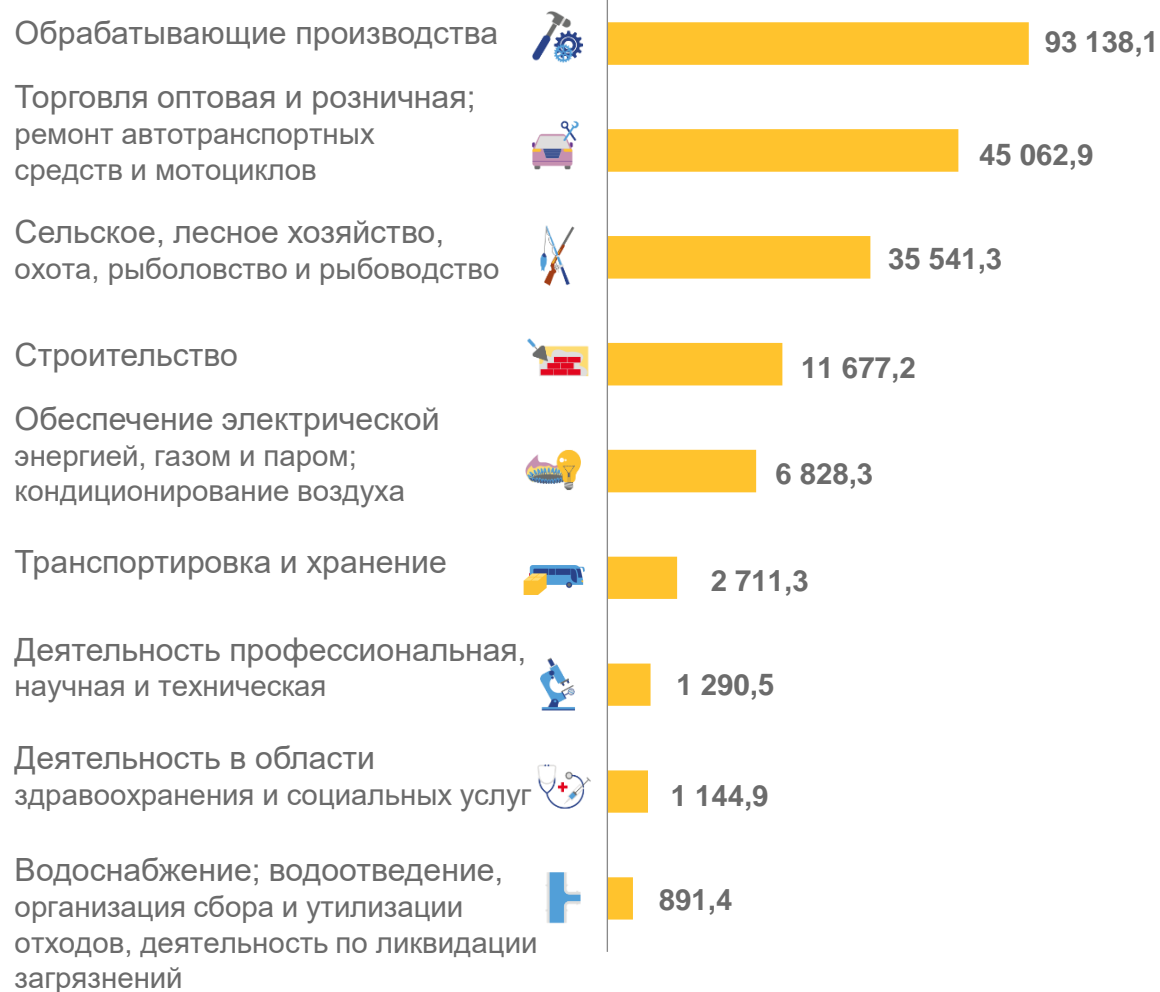 Обрабатывающие производства
93 138,1
Торговля оптовая и розничная;
ремонт автотранспортных
средств и мотоциклов
45 062,9
Сельское, лесное хозяйство,
охота, рыболовство и рыбоводство
35 541,3
Строительство
11 677,2
Обеспечение электрической
энергией, газом и паром;
кондиционирование воздуха
6 828,3
Транспортировка и хранение
2 711,3
Деятельность профессиональная,
научная и техническая
1 290,5
Деятельность в области
здравоохранения и социальных услуг
1 144,9
Водоснабжение; водоотведение,
организация сбора и утилизации
отходов, деятельность по ликвидации
загрязнений
891,4